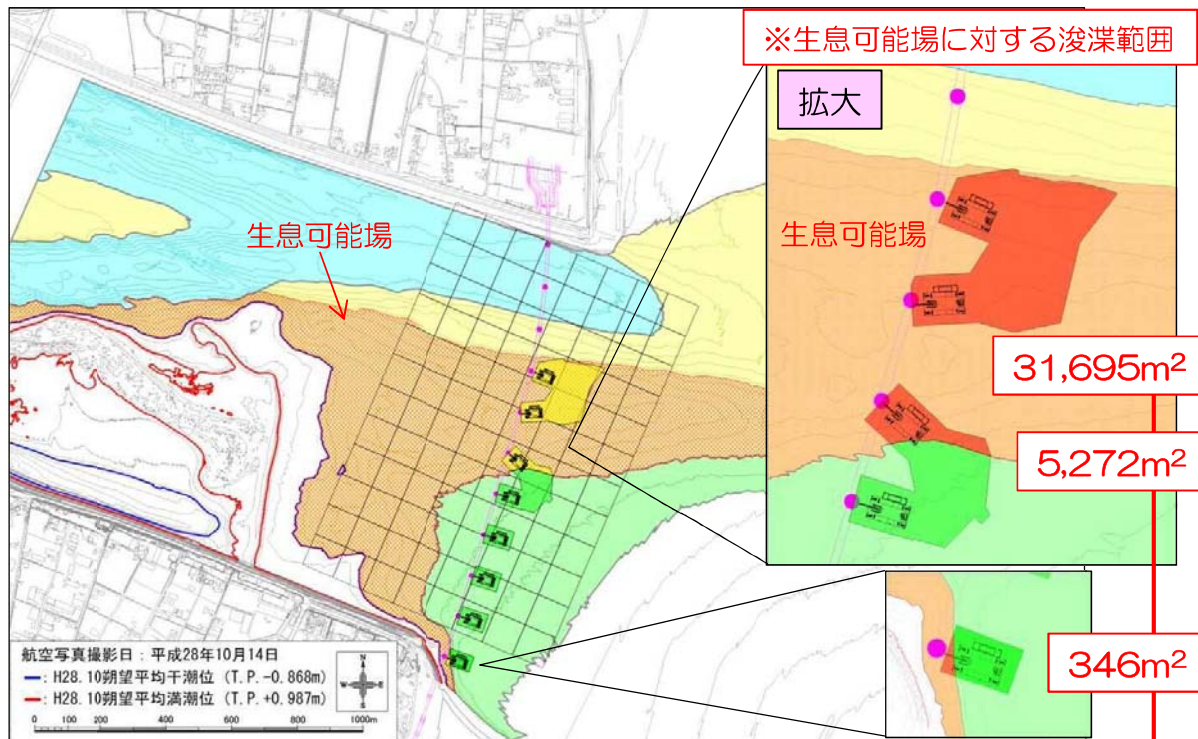 ※生息可能場に対する浚渫範囲
拡大
生息可能場
生息可能場
31,695m²
5,272m²
346m²
航空写真撮影日：平成28年10月14日
：H28.10朔望平均干潮位（T.P.-0.868m）
：H28.10朔望平均満潮位（T.P.+0.987m）
N
W
E
S
0 100 200 400 600 800 1000m